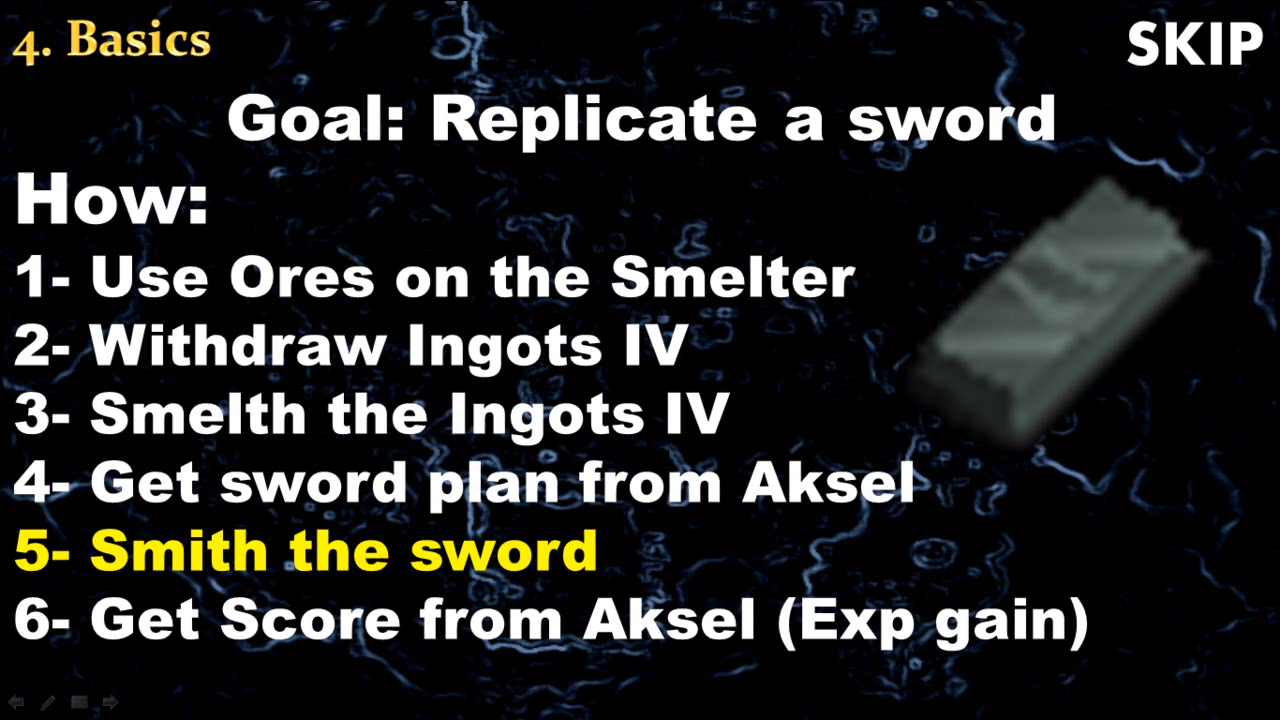 4. Basics
SKIP
Goal: Replicate a sword
How:
1- Use Ores on the Smelter
2- Withdraw Ingots IV
3- Smelth the Ingots IV
4- Get sword plan from Aksel
5- Smith the sword
6- Get Score from Aksel (Exp gain)